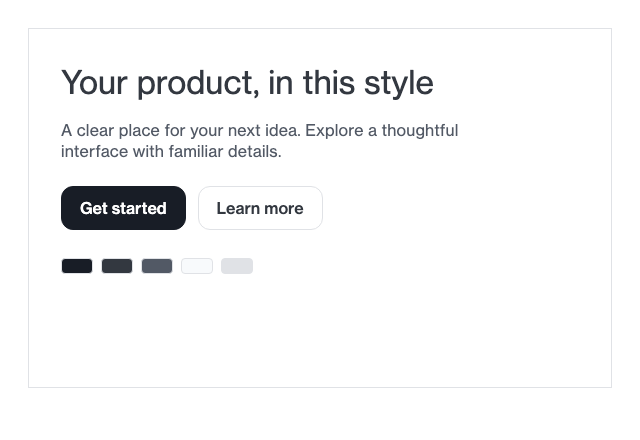 Your product, in this style
A clear place for your next idea. Explore a thoughtful
interface with familiar details.
Get started
Learn more